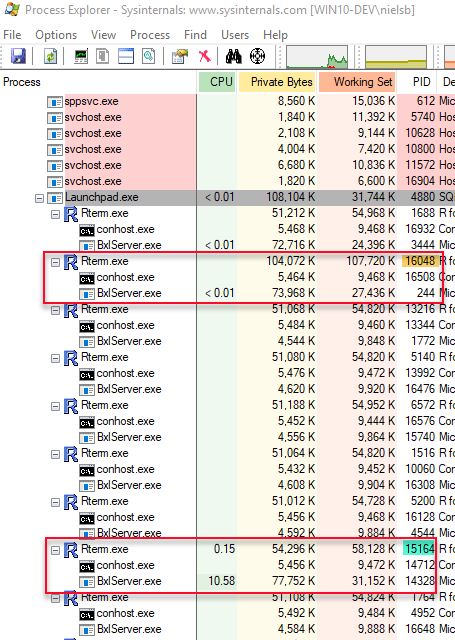 Process Explorer - Sysinternals: www.sysinternals.com [WIN10-DEV\nielsb]
File Options View Process Find Users Help
Process CPU Private Bytes Working Set PID De
sppsvc.exe 8,560 K 15,036 K 612 Mic
svchost.exe 1,840 K 11,392 K 5740 Hos
svchost.exe 2,108 K 9,144 K 10628 Hos
svchost.exe 4,004 K 7,420 K 10800 Hos
svchost.exe 6,680 K 10,836 K 11572 Hos
svchost.exe 1,820 K 6,600 K 16904 Hos
Launchpad.exe < 0.01 108,104 K 31,744 K 4880 SQ
Rterm.exe 51,212 K 54,968 K 1688 R fo
conhost.exe 5,468 K 9,468 K 16932 Con
BxlServer.exe < 0.01 72,716 K 24,396 K 3444 Mic
Rterm.exe 104,072 K 107,720 K 16048 R fo
conhost.exe 5,464 K 9,468 K 16508 Con
BxlServer.exe < 0.01 73,968 K 27,436 K 244 Mic
Rterm.exe 51,068 K 54,820 K 13216 R fo
conhost.exe 5,484 K 9,460 K 13344 Con
BxlServer.exe 4,544 K 9,848 K 1772 Mic
Rterm.exe 51,080 K 54,820 K 5140 R fo
conhost.exe 5,476 K 9,472 K 13992 Con
BxlServer.exe 4,620 K 9,920 K 16476 Mic
Rterm.exe 51,188 K 54,952 K 6572 R fo
conhost.exe 5,452 K 9,444 K 16576 Con
BxlServer.exe 4,556 K 9,864 K 15740 Mic
Rterm.exe 51,064 K 54,820 K 1516 R fo
conhost.exe 5,432 K 9,452 K 10060 Con
BxlServer.exe 4,608 K 9,904 K 16308 Mic
Rterm.exe 51,012 K 54,728 K 5200 R fo
conhost.exe 5,456 K 9,468 K 16128 Con
BxlServer.exe 4,592 K 9,884 K 4544 Mic
Rterm.exe 0.15 54,296 K 58,128 K 15164 R fo
conhost.exe 5,456 K 9,472 K 14712 Con
BxlServer.exe 10.58 77,752 K 31,152 K 14328 Mic
Rterm.exe 51,108 K 54,824 K 1764 R fo
conhost.exe 5,492 K 9,484 K 4952 Con
BxlServer.exe 4,584 K 9,888 K 16648 Mic